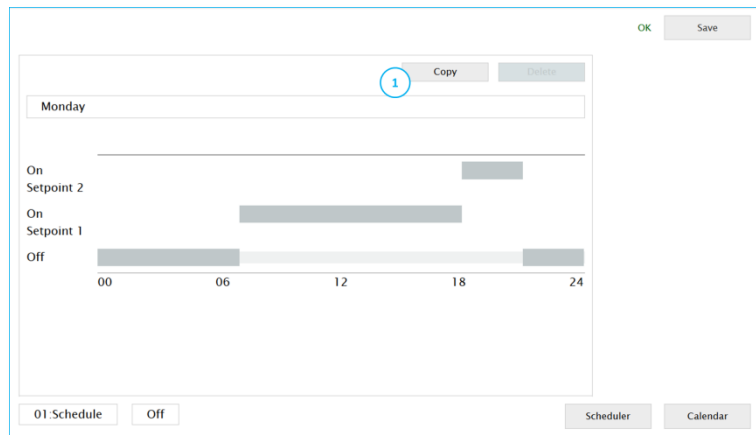 OK Save
Copy Delete
1
Monday
On
Setpoint 2
On
Setpoint 1
Off
00 06 12 18 24
01:Schedule Off Scheduler Calendar